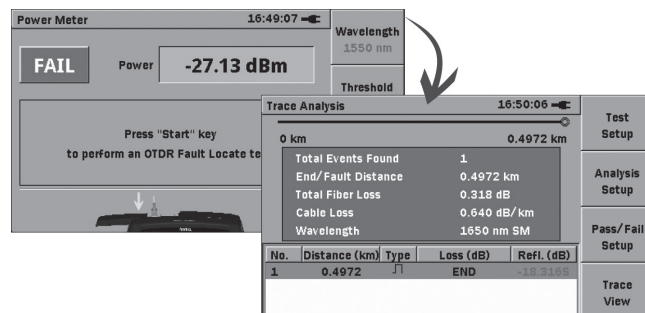 Power Meter 16:49:07
Wavelength
1550 nm
FAIL Power -27.13 dBm
Threshold
Press "Start" key
to perform an OTDR Fault Locate te
Trace Analysis 16:50:06
0 km 0.4972 km
Total Events Found 1
End/Fault Distance 0.4972 km
Total Fiber Loss 0.318 dB
Cable Loss 0.640 dB/km
Wavelength 1650 nm SM
No. Distance (km) Type Loss (dB) Refl. (dB)
1 0.4972 END -18.316S
Test
Setup
Analysis
Setup
Pass/Fail
Setup
Trace
View